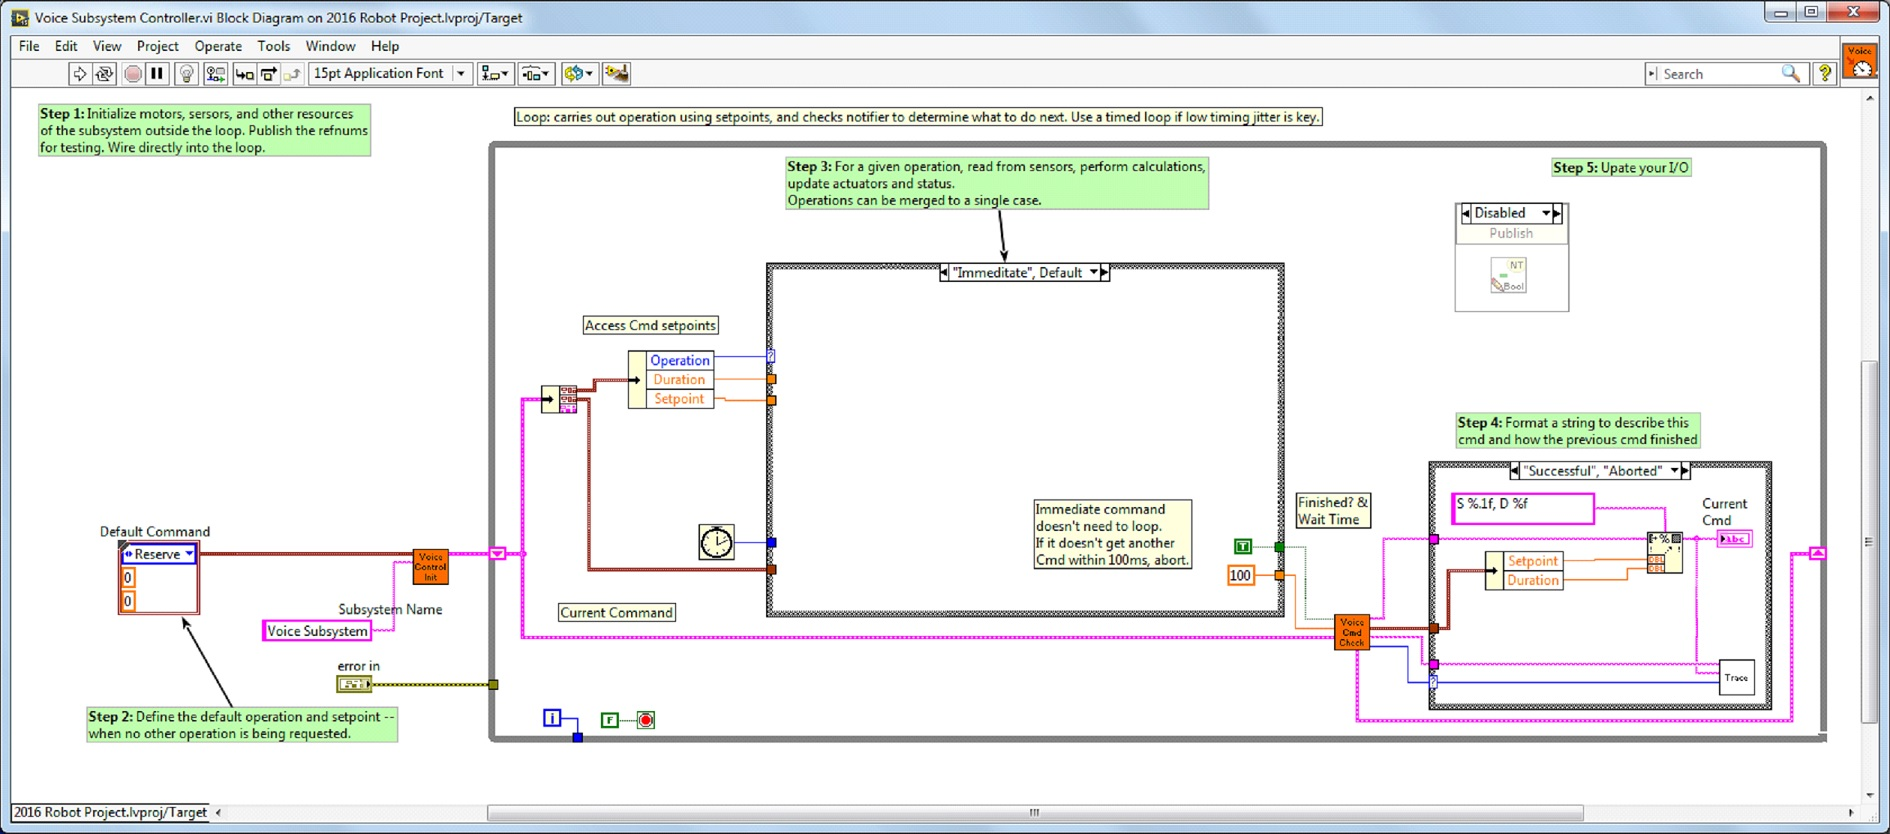 Voice Subsystem Controller.vi Block Diagram on 2016 Robot Project.lvproj/Target
File Edit View Project Operate Tools Window Help
15pt Application Font
Search
Voice
Step 1: Initialize motors, sersors, and other resources
of the subsystem outside the loop. Publish the refnums
for testing. Wire directly into the loop.
Loop: carries out operation using setpoints, and checks notifier to determine what to do next. Use a timed loop if low timing jitter is key.
Step 3: For a given operation, read from sensors, perform calculations,
update actuators and status.
Operations can be merged to a single case.
Step 5: Upate your I/O
Disabled
Publish
NT
Bool
"Immeditate", Default
Access Cmd setpoints
Operation
Duration
Setpoint
Step 4: Format a string to describe this
cmd and how the previous cmd finished
"Successful", "Aborted"
S %.1f, D %f
Current
Cmd
abc
Setpoint
Duration
DBL
DBL
Trace
Immediate command
doesn't need to loop.
If it doesn't get another
Cmd within 100ms, abort.
Finished? &
Wait Time
T
100
Voice
Cmd
Check
Default Command
Reserve
0
0
Voice
Control
Init
Subsystem Name
Voice Subsystem
Current Command
error in
Step 2: Define the default operation and setpoint --
when no other operation is being requested.
i
F
2016 Robot Project.lvproj/Target